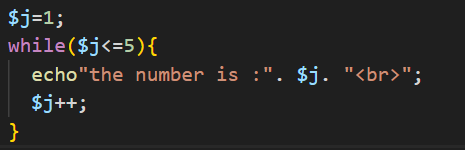 $j=1;
while($j<=5){
  echo"the number is :". $j. "<br>";
  $j++;
}